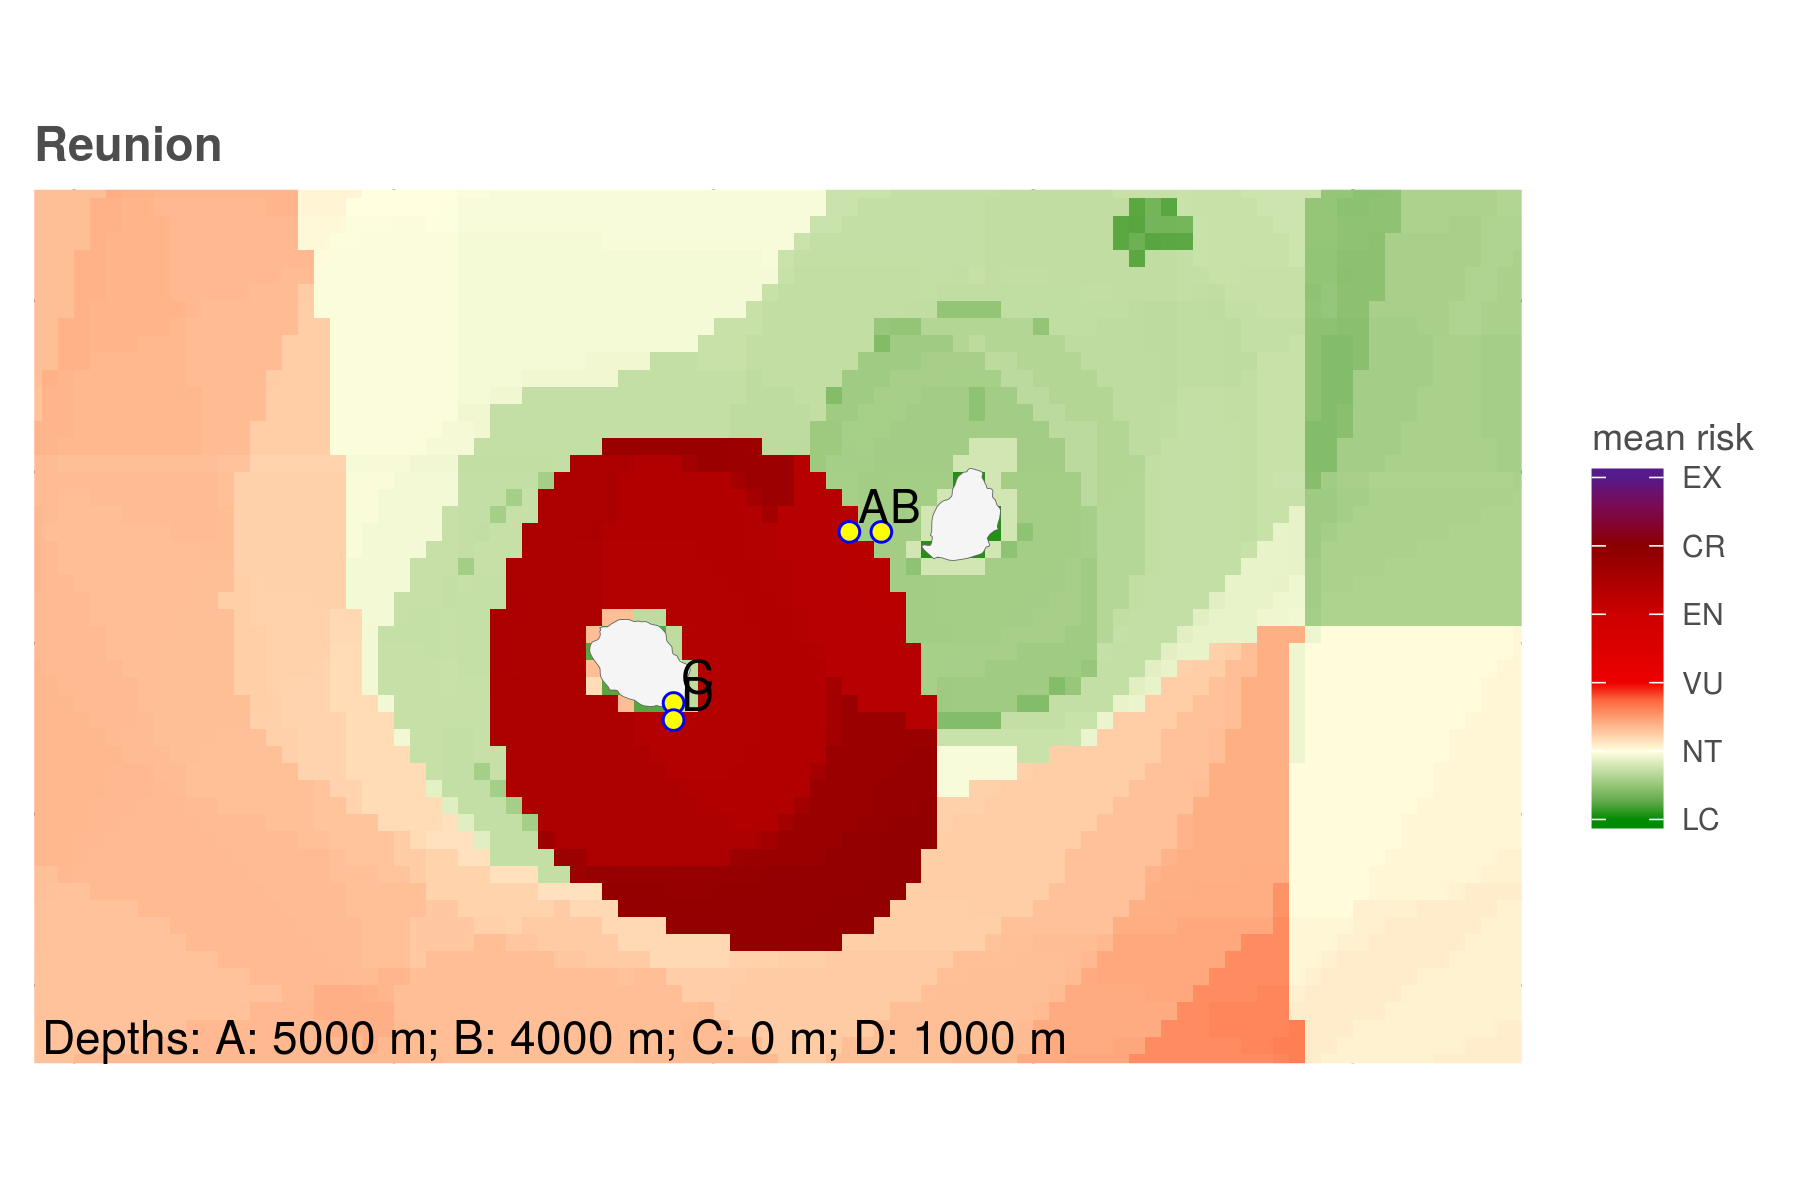 Reunion
AB
C
D
Depths: A: 5000 m; B: 4000 m; C: 0 m; D: 1000 m
mean risk
EX
CR
EN
VU
NT
LC